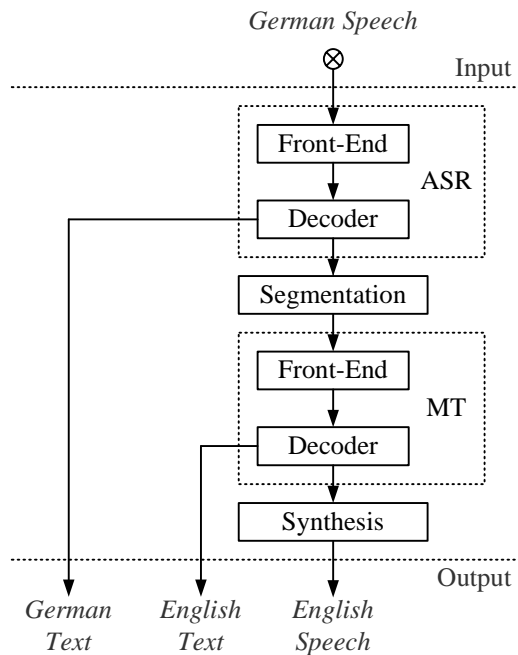 German Speech
Input
Front-End
ASR
Decoder
Segmentation
Front-End
MT
Decoder
Synthesis
Output
German
Text
English
Text
English
Speech